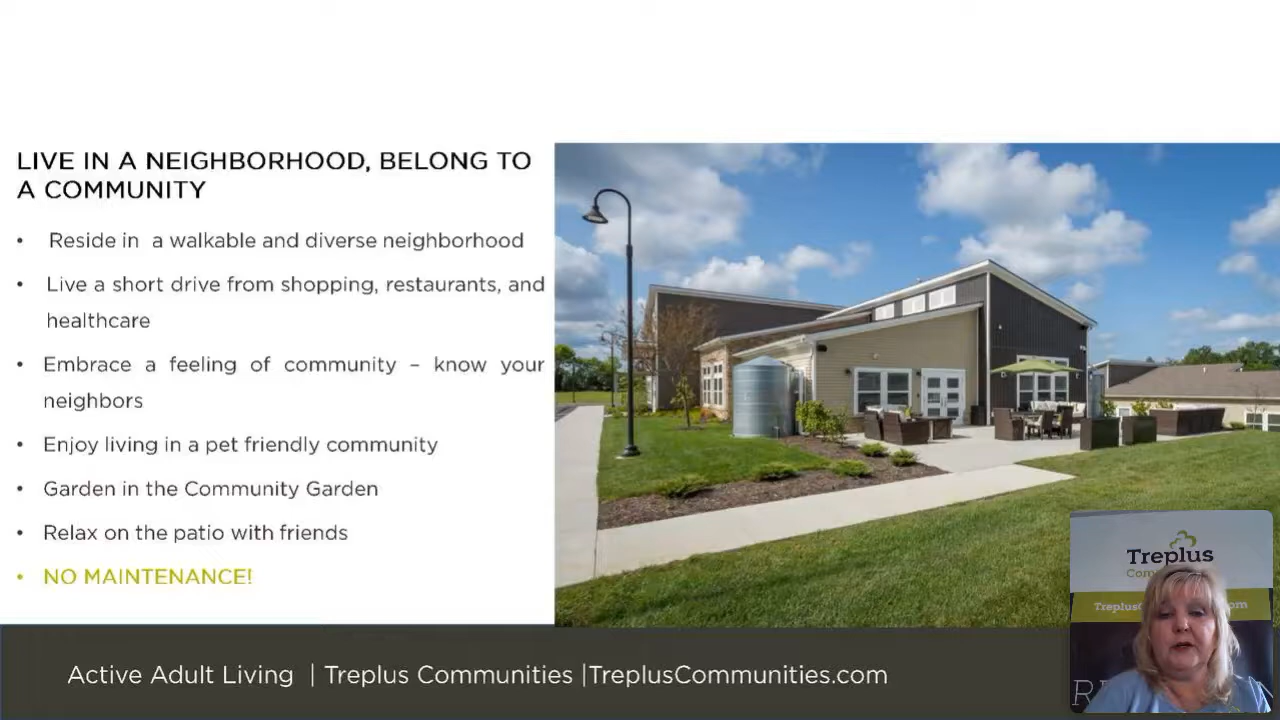 LIVE IN A NEIGHBORHOOD, BELONG TO
A COMMUNITY
• Reside in a walkable and diverse neighborhood
• Live a short drive from shopping, restaurants, and
healthcare
• Embrace a feeling of community – know your
neighbors
• Enjoy living in a pet friendly community
• Garden in the Community Garden
• Relax on the patio with friends
• NO MAINTENANCE!
Treplus
Active Adult Living | Treplus Communities |TreplusCommunities.com